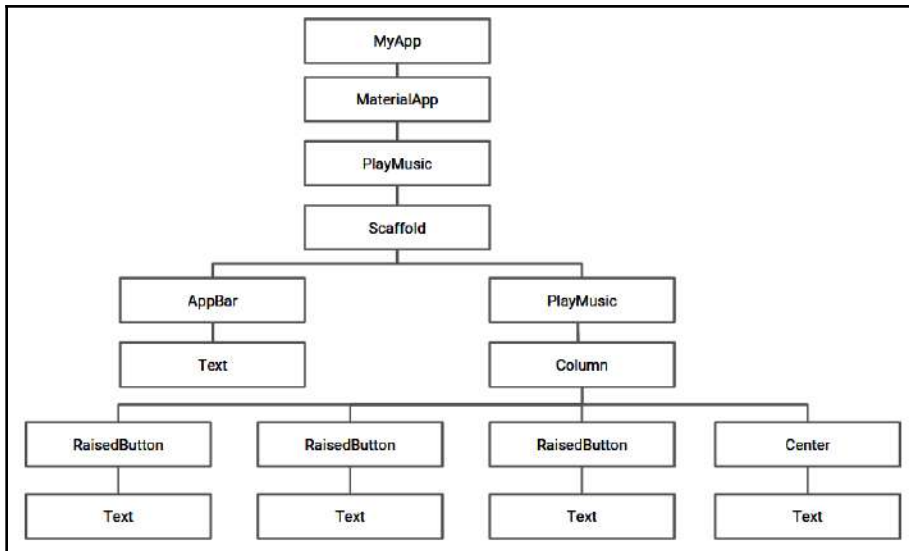 MyApp
MaterialApp
PlayMusic
Scaffold
AppBar
PlayMusic
Text
Column
RaisedButton
RaisedButton
RaisedButton
Center
Text
Text
Text
Text